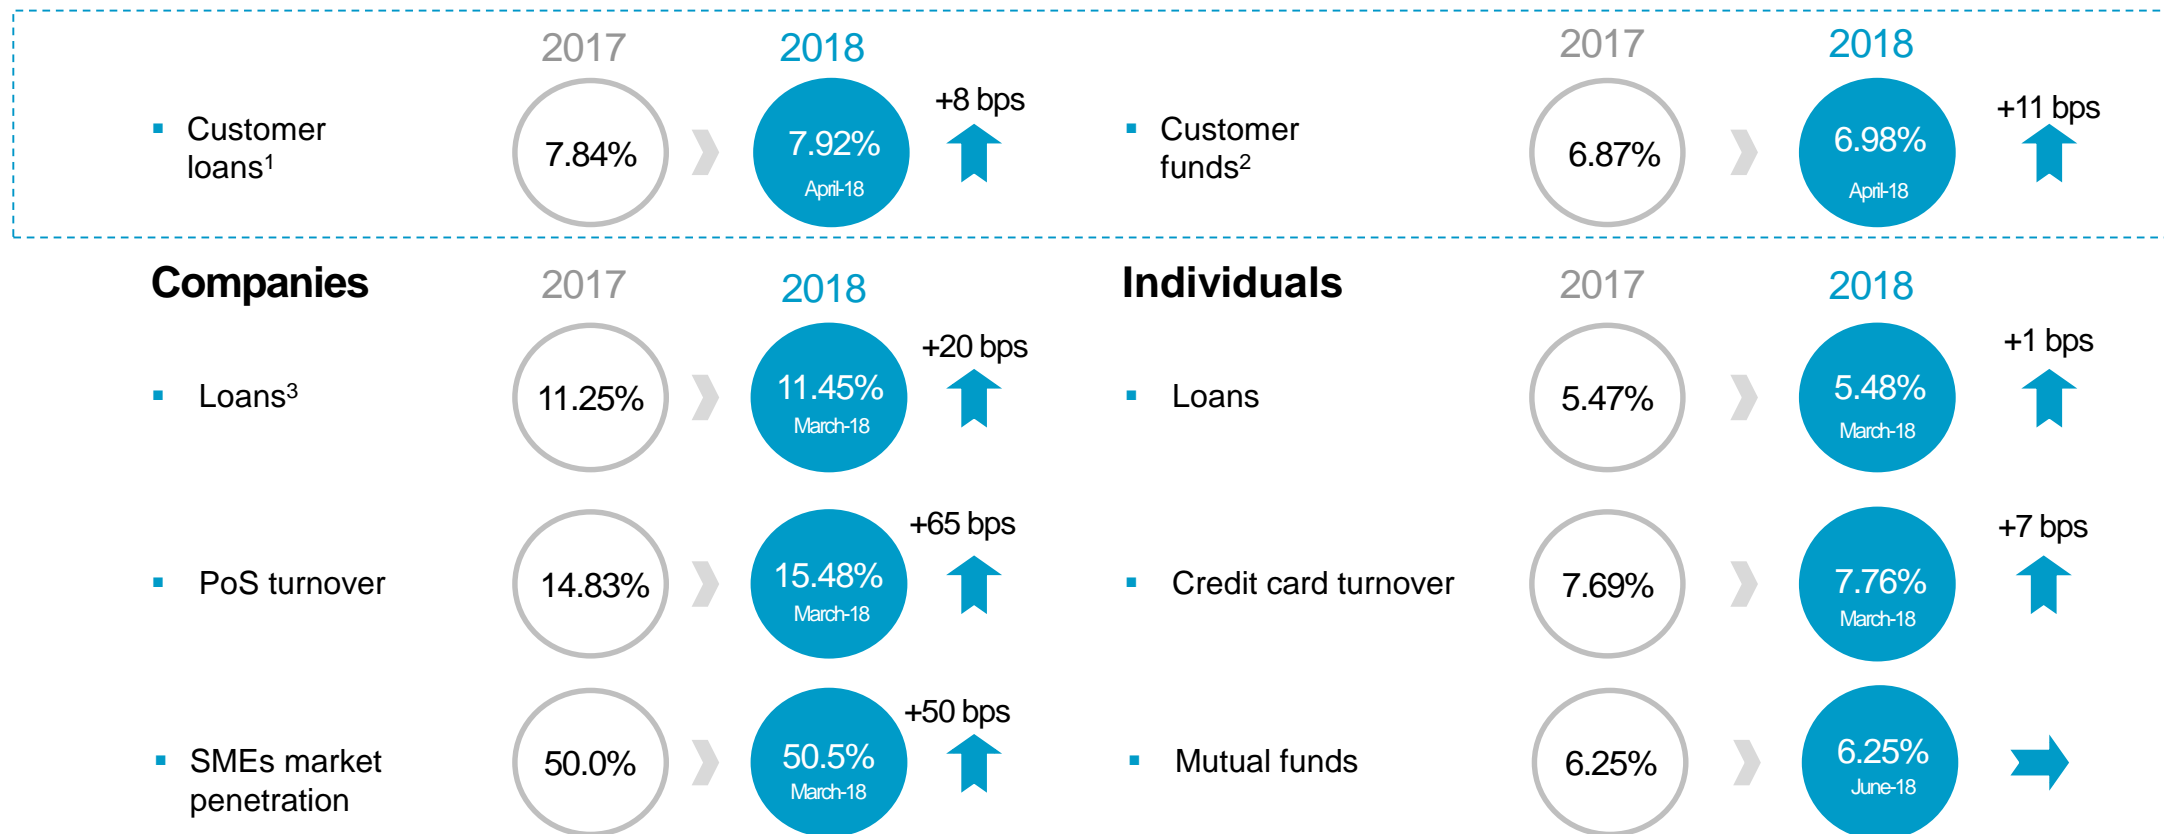 2017 2018 2017 2018
▪ Customer loans¹ 7.84% 7.92% April-18 +8 bps
▪ Customer funds² 6.87% 6.98% April-18 +11 bps
Companies 2017 2018
▪ Loans³ 11.25% 11.45% March-18 +20 bps
▪ PoS turnover 14.83% 15.48% March-18 +65 bps
▪ SMEs market penetration 50.0% 50.5% March-18 +50 bps
Individuals 2017 2018
▪ Loans 5.47% 5.48% March-18 +1 bps
▪ Credit card turnover 7.69% 7.76% March-18 +7 bps
▪ Mutual funds 6.25% 6.25% June-18